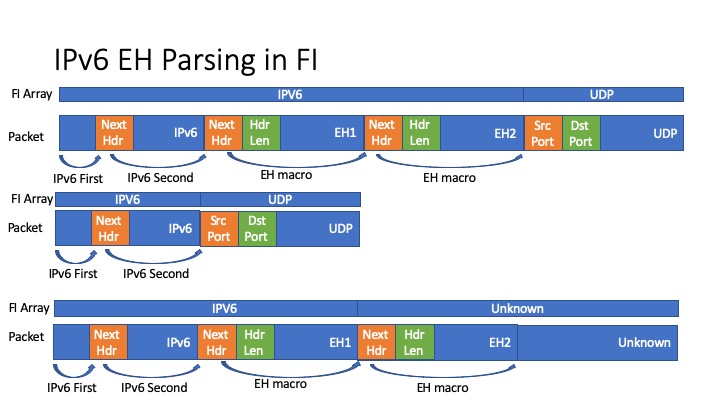 IPv6 EH Parsing in FI
FI Array IPV6 UDP
Packet Next Hdr IPv6 Next Hdr Hdr Len EH1 Next Hdr Hdr Len EH2 Src Port Dst Port UDP
IPv6 First IPv6 Second EH macro EH macro
FI Array IPV6 UDP
Packet Next Hdr IPv6 Src Port Dst Port UDP
IPv6 First IPv6 Second
FI Array IPV6 Unknown
Packet Next Hdr IPv6 Next Hdr Hdr Len EH1 Next Hdr Hdr Len EH2 Unknown
IPv6 First IPv6 Second EH macro EH macro